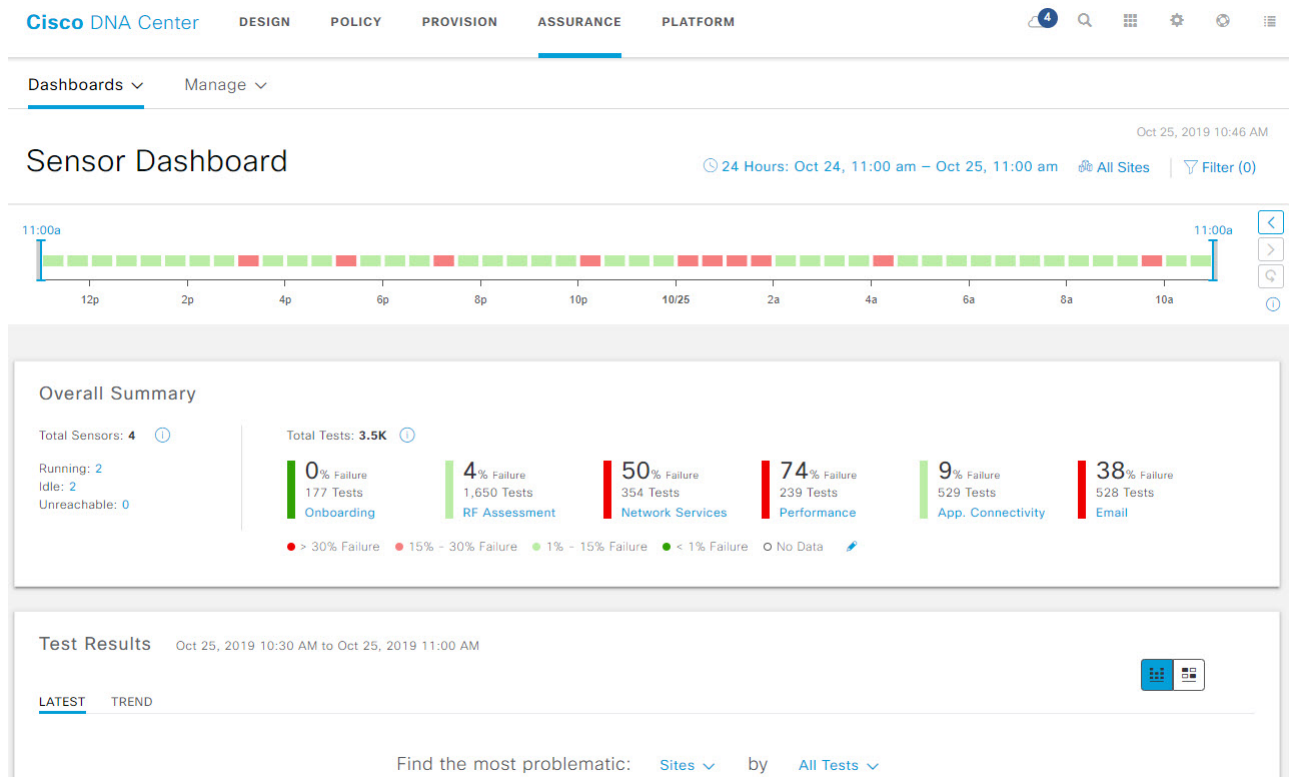 Cisco DNA Center DESIGN POLICY PROVISION ASSURANCE PLATFORM 4
Dashboards Manage
Oct 25, 2019 10:46 AM
Sensor Dashboard
24 Hours: Oct 24, 11:00 am – Oct 25, 11:00 am All Sites Filter (0)
11:00a 11:00a
12p 2p 4p 6p 8p 10p 10/25 2a 4a 6a 8a 10a
Overall Summary
Total Sensors: 4
Running: 2
Idle: 2
Unreachable: 0
Total Tests: 3.5K
0% Failure
177 Tests
Onboarding
4% Failure
1,650 Tests
RF Assessment
50% Failure
354 Tests
Network Services
74% Failure
239 Tests
Performance
9% Failure
529 Tests
App. Connectivity
38% Failure
528 Tests
Email
> 30% Failure 15% - 30% Failure 1% - 15% Failure < 1% Failure No Data
Test Results Oct 25, 2019 10:30 AM to Oct 25, 2019 11:00 AM
LATEST TREND
Find the most problematic: Sites by All Tests